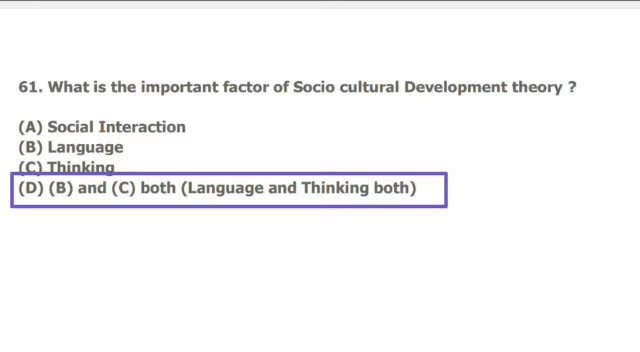 61. What is the important factor of Socio cultural Development theory ?
(A) Social Interaction
(B) Language
(C) Thinking
(D) (B) and (C) both (Language and Thinking both)